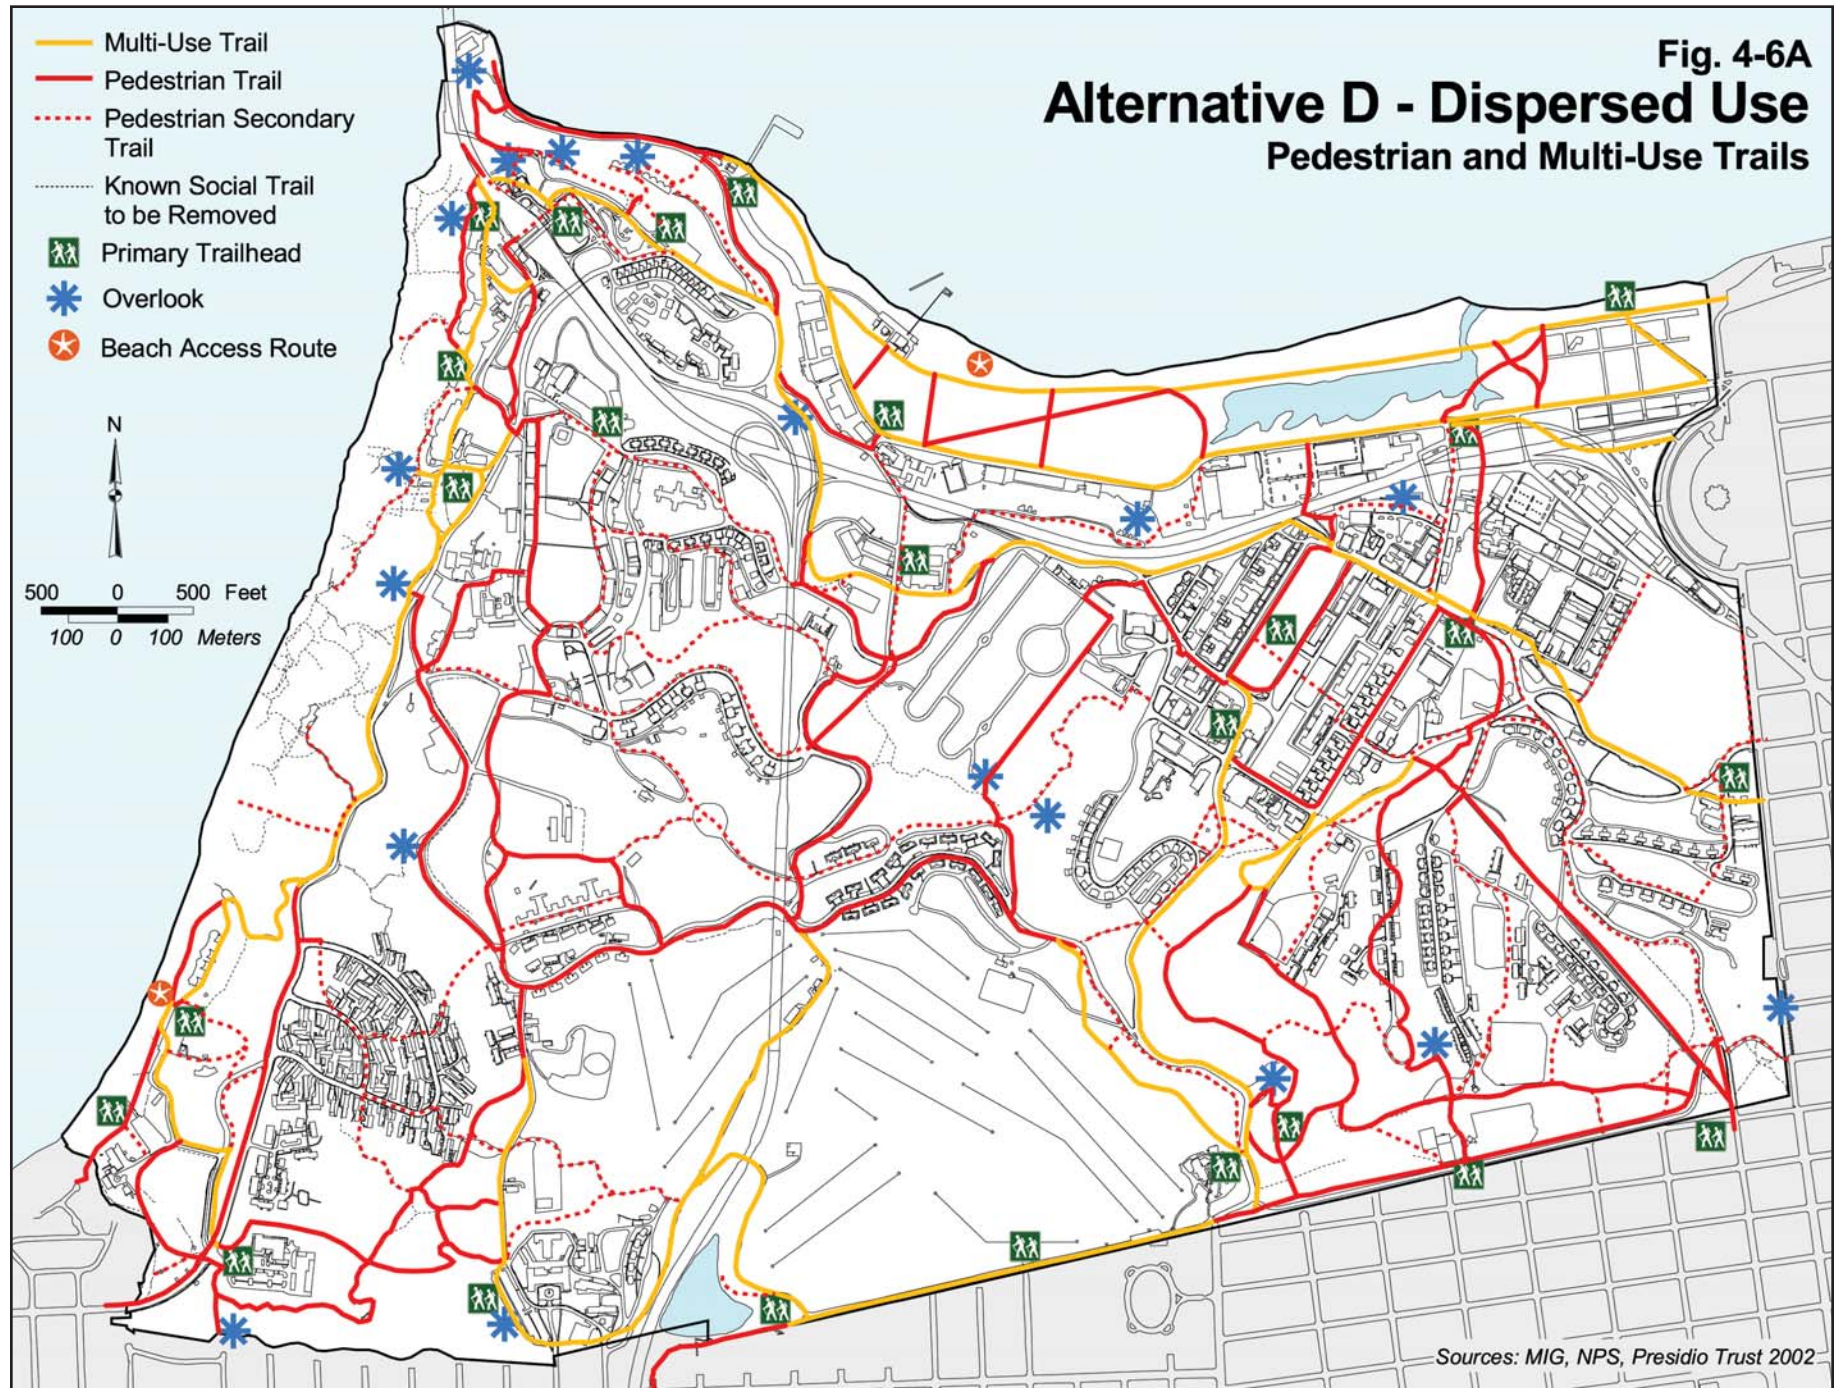 Multi-Use Trail
Pedestrian Trail
Pedestrian Secondary
Trail
Known Social Trail
to be Removed
Primary Trailhead
Overlook
Beach Access Route
Fig. 4-6A
Alternative D - Dispersed Use
Pedestrian and Multi-Use Trails
N
500 0 500 Feet
100 0 100 Meters
Sources: MIG, NPS, Presidio Trust 2002